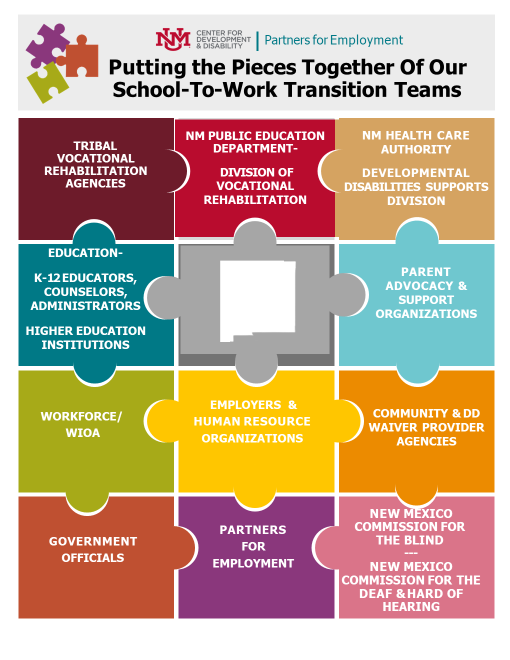 NM
CENTER FOR
DEVELOPMENT
& DISABILITY
Partners for Employment
Putting the Pieces Together Of Our
School-To-Work Transition Teams
TRIBAL
VOCATIONAL
REHABILITATION
AGENCIES
NM PUBLIC EDUCATION
DEPARTMENT-
DIVISION OF
VOCATIONAL
REHABILITATION
NM HEALTH CARE
AUTHORITY
DEVELOPMENTAL
DISABILITIES SUPPORTS
DIVISION
EDUCATION-
K-12 EDUCATORS,
COUNSELORS,
ADMINISTRATORS
HIGHER EDUCATION
INSTITUTIONS
PARENT
ADVOCACY &
SUPPORT
ORGANIZATIONS
WORKFORCE/
WIOA
EMPLOYERS &
HUMAN RESOURCE
ORGANIZATIONS
COMMUNITY & DD
WAIVER PROVIDER
AGENCIES
GOVERNMENT
OFFICIALS
PARTNERS
FOR
EMPLOYMENT
NEW MEXICO
COMMISSION FOR
THE BLIND
---
NEW MEXICO
COMMISSION FOR THE
DEAF & HARD OF
HEARING